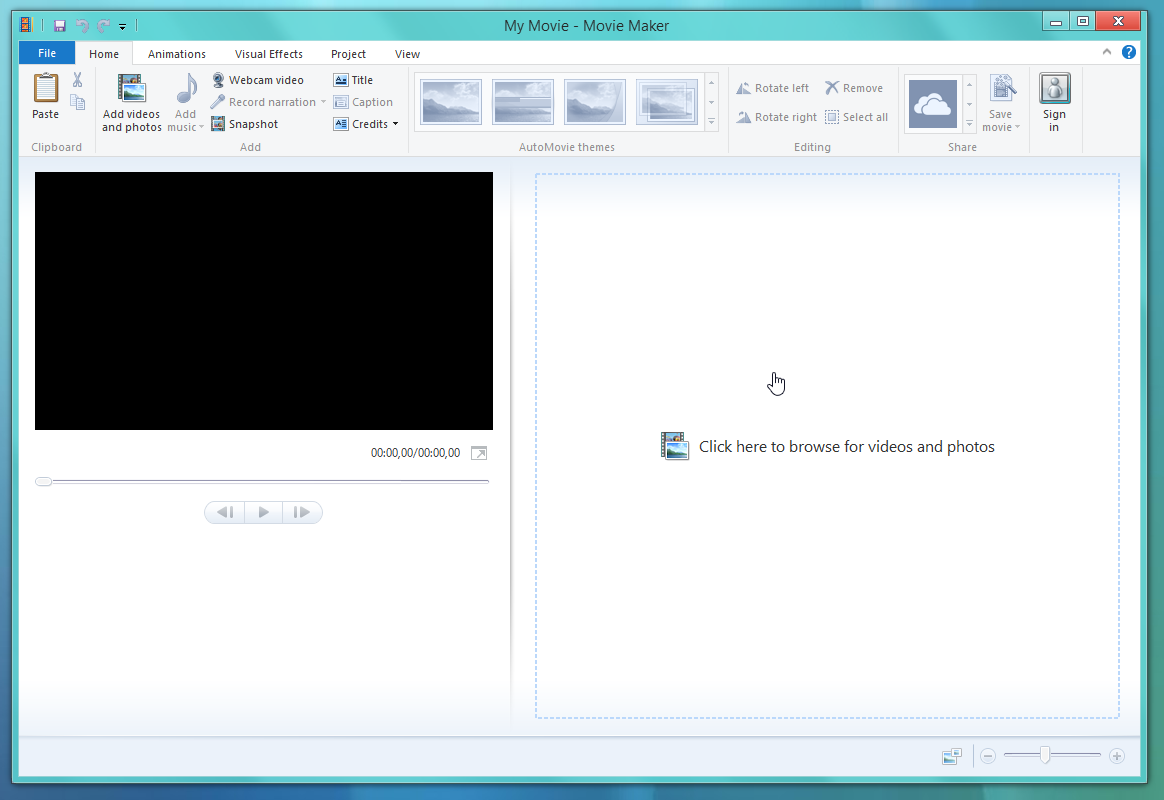 My Movie - Movie Maker
File Home Animations Visual Effects Project View
Paste
Clipboard
Add videos and photos
Add music
Webcam video
Record narration
Snapshot
Title
Caption
Credits
Add
AutoMovie themes
Rotate left
Remove
Rotate right
Select all
Editing
Save movie
Share
Sign in
00:00,00/00:00,00
Click here to browse for videos and photos